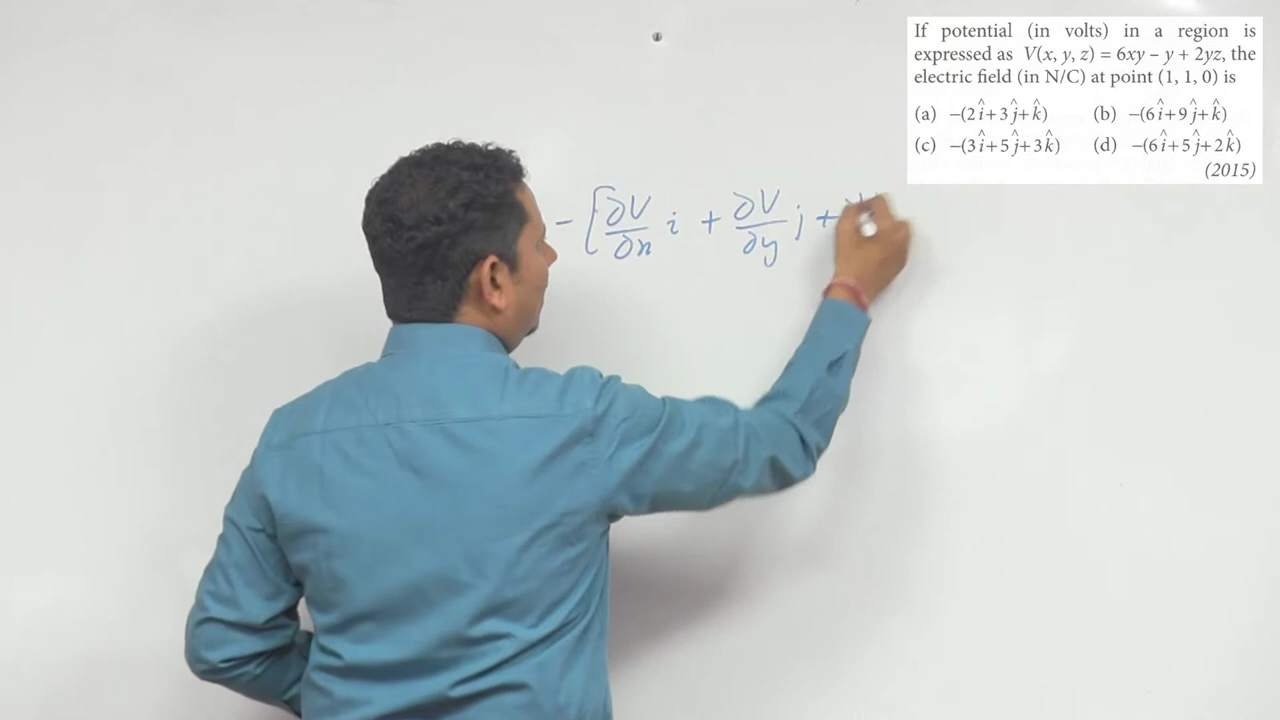 If potential (in volts) in a region is
expressed as V(x, y, z) = 6xy – y + 2yz, the
electric field (in N/C) at point (1, 1, 0) is
(a) −(2î+3ĵ+k̂) (b) −(6î+9ĵ+k̂)
(c) −(3î+5ĵ+3k̂) (d) −(6î+5ĵ+2k̂)
(2015)
− [∂V/∂x i + ∂V/∂y j +